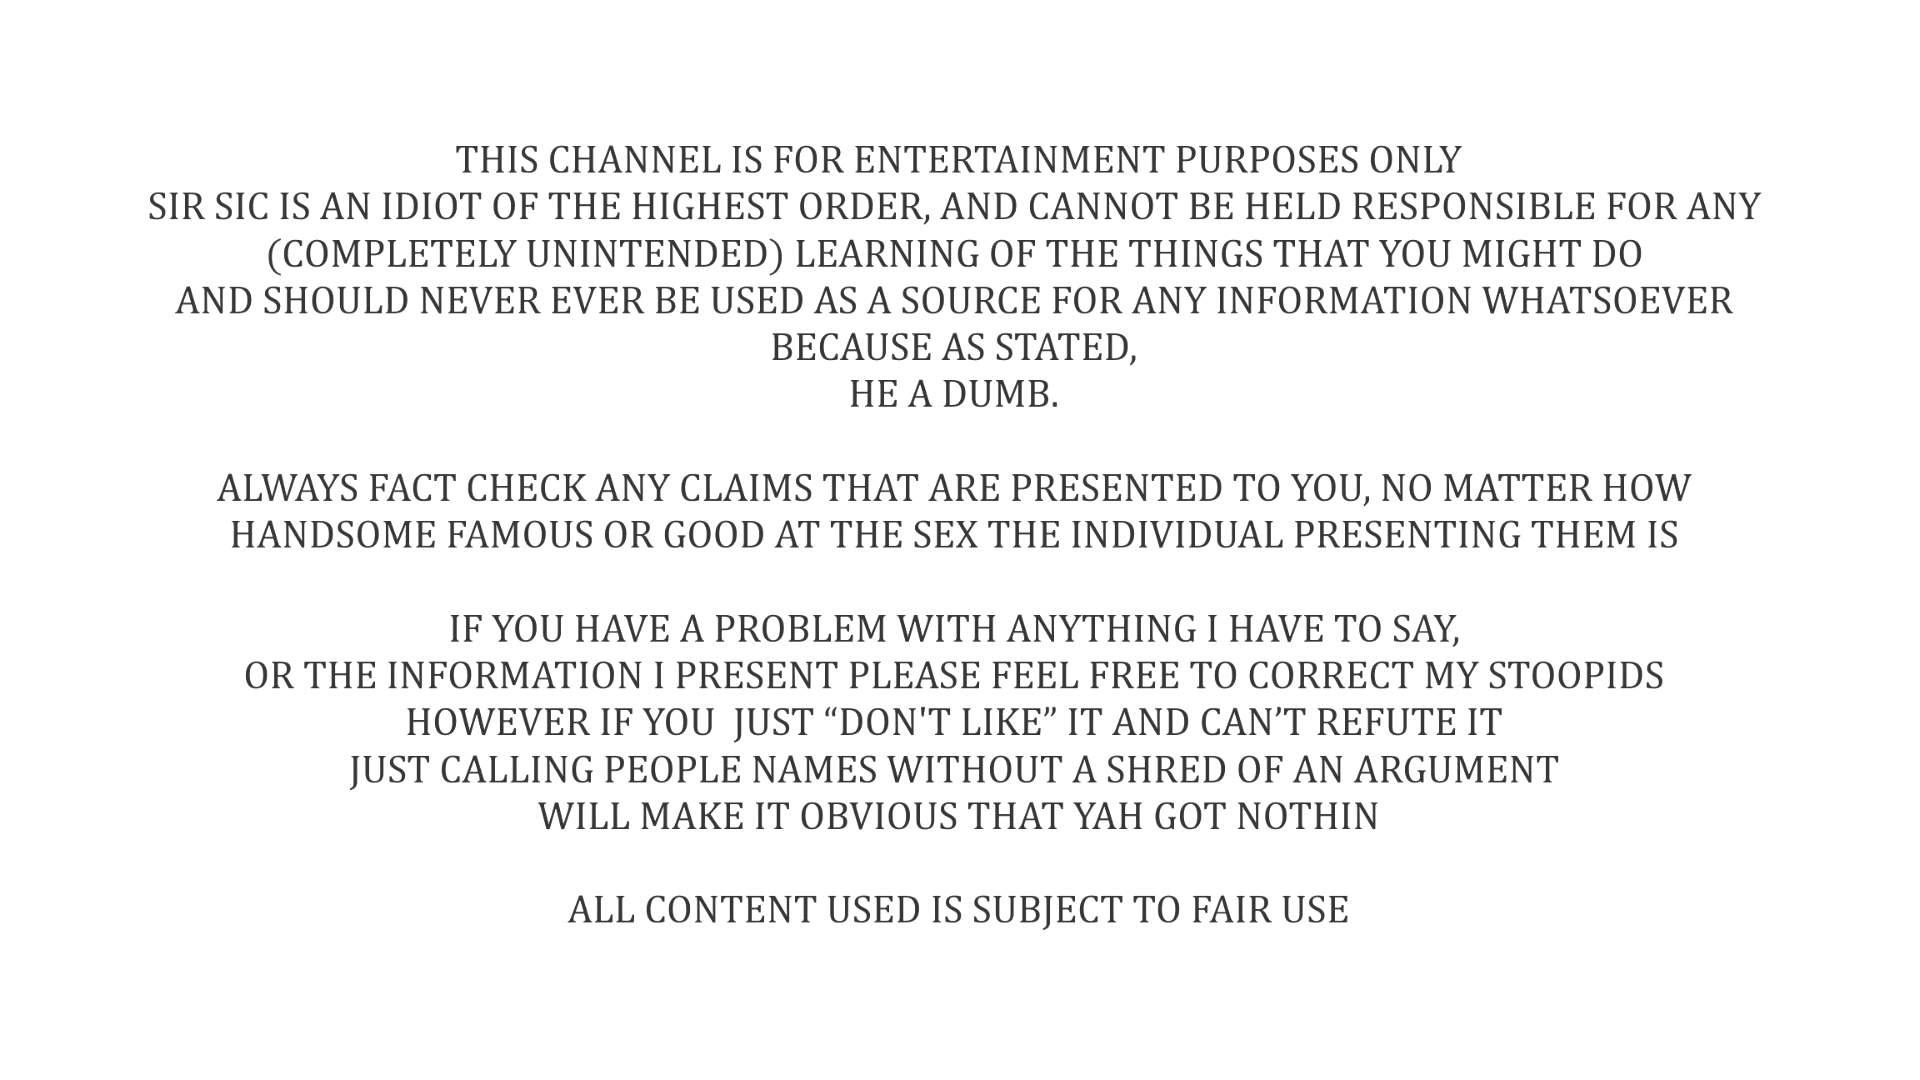 THIS CHANNEL IS FOR ENTERTAINMENT PURPOSES ONLY
SIR SIC IS AN IDIOT OF THE HIGHEST ORDER, AND CANNOT BE HELD RESPONSIBLE FOR ANY
(COMPLETELY UNINTENDED) LEARNING OF THE THINGS THAT YOU MIGHT DO
AND SHOULD NEVER EVER BE USED AS A SOURCE FOR ANY INFORMATION WHATSOEVER
BECAUSE AS STATED,
HE A DUMB.
ALWAYS FACT CHECK ANY CLAIMS THAT ARE PRESENTED TO YOU, NO MATTER HOW
HANDSOME FAMOUS OR GOOD AT THE SEX THE INDIVIDUAL PRESENTING THEM IS
IF YOU HAVE A PROBLEM WITH ANYTHING I HAVE TO SAY,
OR THE INFORMATION I PRESENT PLEASE FEEL FREE TO CORRECT MY STOOPIDS
HOWEVER IF YOU  JUST “DON'T LIKE” IT AND CAN’T REFUTE IT
JUST CALLING PEOPLE NAMES WITHOUT A SHRED OF AN ARGUMENT
WILL MAKE IT OBVIOUS THAT YAH GOT NOTHIN
ALL CONTENT USED IS SUBJECT TO FAIR USE